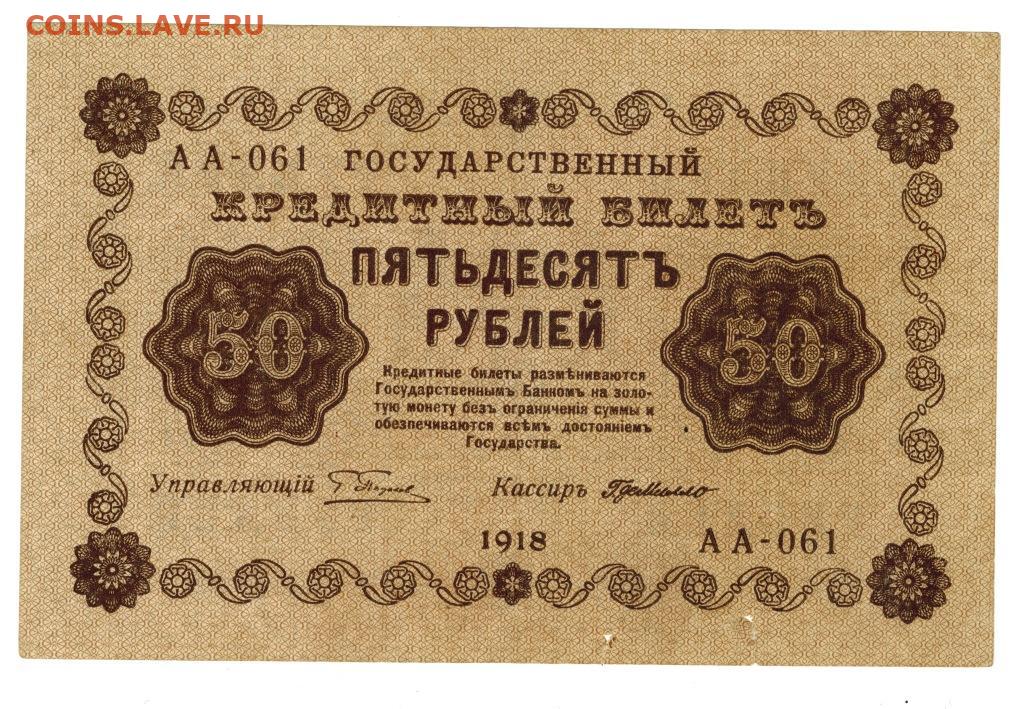 COINS.LAVE.RU
АА-061 ГОСУДАРСТВЕННЫЙ
КРЕДИТНЫЙ БИЛЕТЪ
ПЯТЬДЕСЯТЪ
РУБЛЕЙ
50
50
Кредитные билеты размѣниваются
Государственнымъ Банкомъ на золо-
тую монету безъ ограниченія суммы и
обезпечиваются всѣмъ достояніемъ
Государства.
Управляющій Кассиръ
1918 АА-061